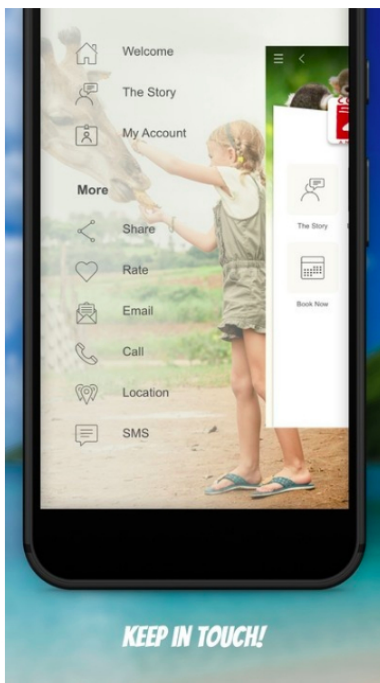 Welcome
The Story
My Account
More
Share
Rate
Email
Call
Location
SMS
The Story
Book Now
KEEP IN TOUCH!